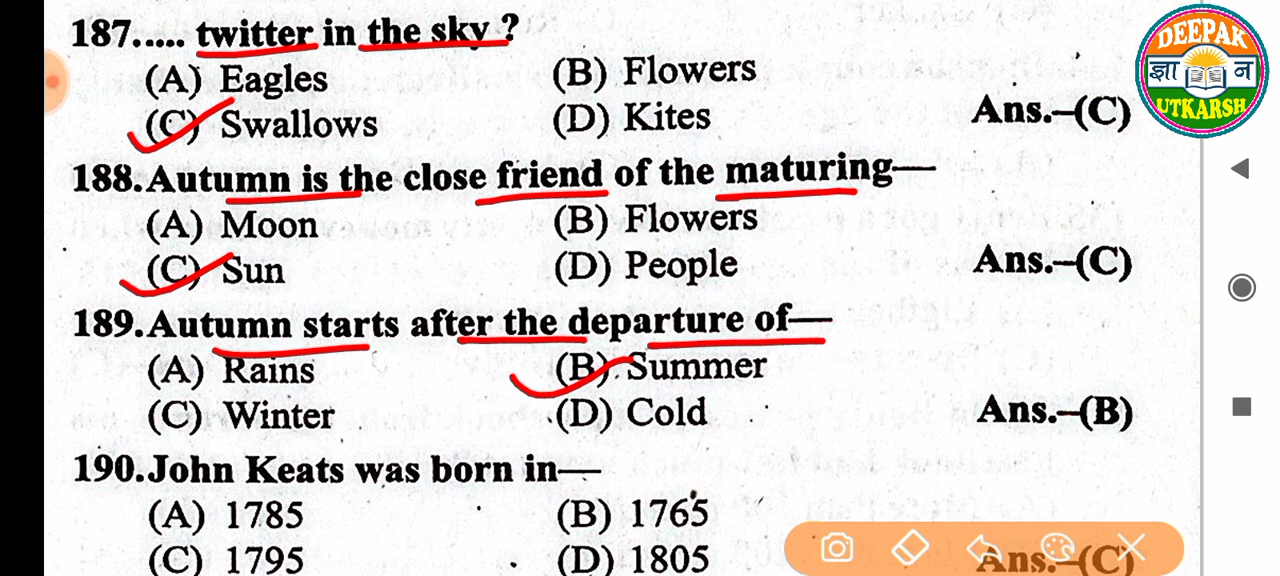 187..... twitter in the sky ?
(A) Eagles (B) Flowers
(C) Swallows (D) Kites Ans.–(C)
188.Autumn is the close friend of the maturing—
(A) Moon (B) Flowers
(C) Sun (D) People Ans.–(C)
189.Autumn starts after the departure of—
(A) Rains (B) Summer
(C) Winter (D) Cold Ans.–(B)
190.John Keats was born in—
(A) 1785 (B) 1765
(C) 1795 (D) 1805 Ans.–(C)
DEEPAK
ज्ञा न
UTKARSH